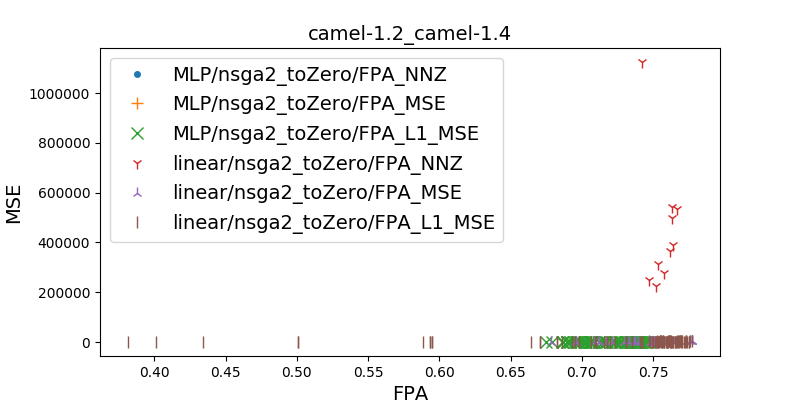 camel-1.2_camel-1.4
MLP/nsga2_toZero/FPA_NNZ
MLP/nsga2_toZero/FPA_MSE
MLP/nsga2_toZero/FPA_L1_MSE
linear/nsga2_toZero/FPA_NNZ
linear/nsga2_toZero/FPA_MSE
linear/nsga2_toZero/FPA_L1_MSE
MSE
1000000
800000
600000
400000
200000
0
0.40 0.45 0.50 0.55 0.60 0.65 0.70 0.75
FPA